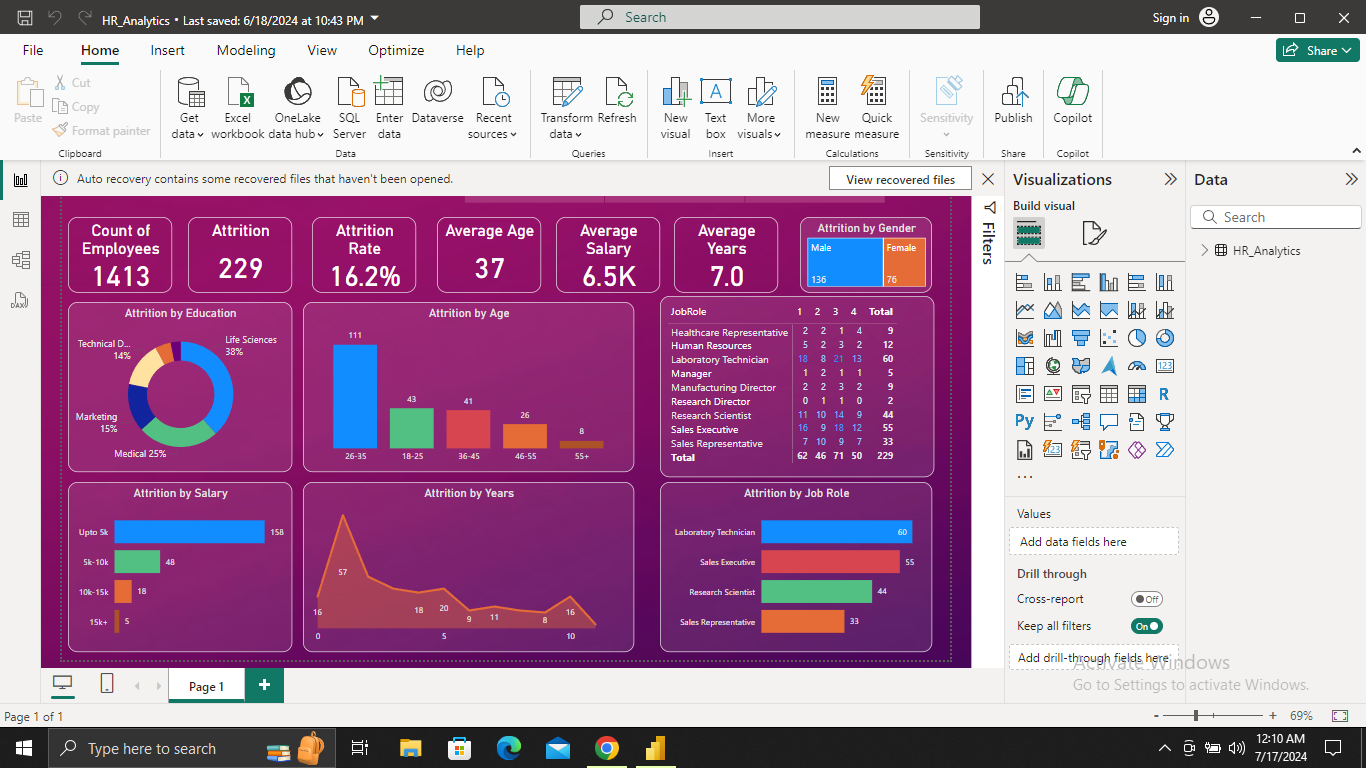 HR_Analytics • Last saved: 6/18/2024 at 10:43 PM
Search
Sign in
File
Home
Insert
Modeling
View
Optimize
Help
Share
Paste
Cut
Copy
Format painter
Clipboard
Get data
Excel workbook
OneLake data hub
SQL Server
Enter data
Dataverse
Recent sources
Data
Transform data
Refresh
Queries
New visual
Text box
More visuals
Insert
New measure
Quick measure
Calculations
Sensitivity
Sensitivity
Publish
Share
Copilot
Copilot
Auto recovery contains some recovered files that haven't been opened.
View recovered files
Count of Employees
1413
Attrition
229
Attrition Rate
16.2%
Average Age
37
Average Salary
6.5K
Average Years
7.0
Attrition by Gender
Male
136
Female
76
Attrition by Education
Life Sciences 38%
Technical D... 14%
Marketing 15%
Medical 25%
Attrition by Age
111
43
41
26
8
26-35
18-25
36-45
46-55
55+
JobRole 1 2 3 4 Total
Healthcare Representative 2 2 1 4 9
Human Resources 5 2 3 2 12
Laboratory Technician 18 8 21 13 60
Manager 1 2 1 1 5
Manufacturing Director 2 2 3 2 9
Research Director 0 1 1 0 2
Research Scientist 11 10 14 9 44
Sales Executive 16 9 18 12 55
Sales Representative 7 10 9 7 33
Total 62 46 71 50 229
Attrition by Salary
Upto 5k 158
5k-10k 48
10k-15k 18
15k+ 5
Attrition by Years
16
57
18
20
9
11
8
16
0
5
10
Attrition by Job Role
Laboratory Technician 60
Sales Executive 55
Research Scientist 44
Sales Representative 33
Filters
Visualizations
Build visual
123
R
Py
123
...
Values
Add data fields here
Drill through
Cross-report
Off
Keep all filters
On
Add drill-through fields here
Data
Search
HR_Analytics
Activate Windows
Go to Settings to activate Windows.
Page 1
+
Page 1 of 1
- + 69%
Type here to search
12:10 AM
7/17/2024